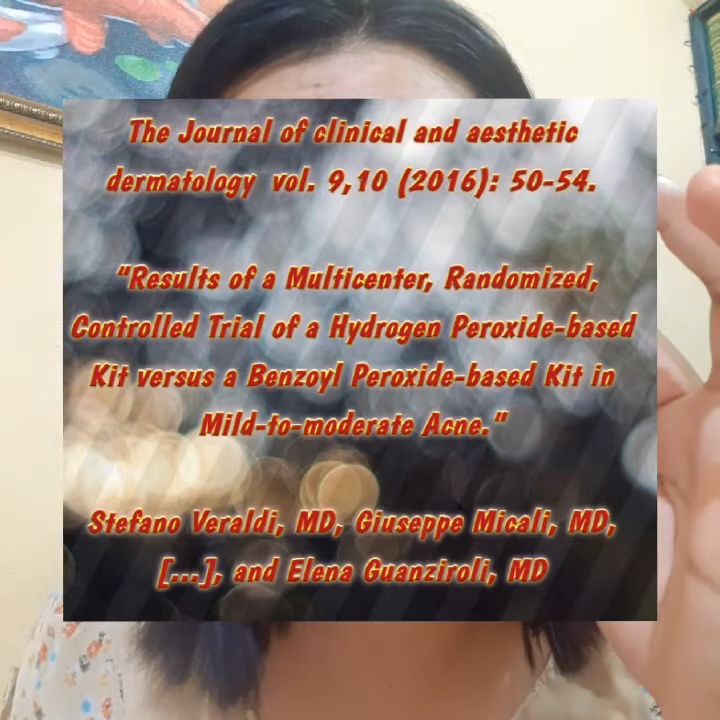 The Journal of clinical and aesthetic
dermatology vol. 9,10 (2016): 50-54.
"Results of a Multicenter, Randomized,
Controlled Trial of a Hydrogen Peroxide-based
Kit versus a Benzoyl Peroxide-based Kit in
Mild-to-moderate Acne."
Stefano Veraldi, MD, Giuseppe Micali, MD,
[...], and Elena Guanziroli, MD